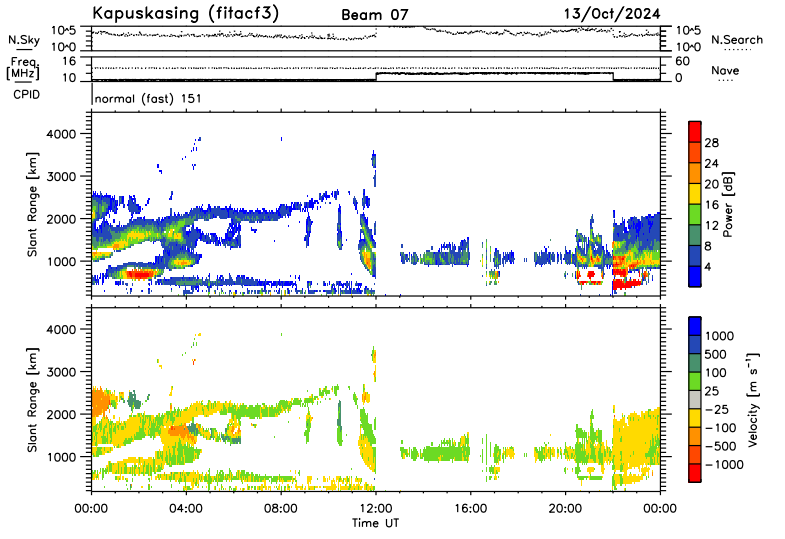 Kapuskasing (fitacf3) Beam 07 13/Oct/2024
N.Sky 10^5 10^0 10^5 10^0 N.Search
Freq. [MHz] 16 10 60 0 Nave
CPID normal (fast) 151
Slant Range [km] 4000 3000 2000 1000
28 24 20 16 12 8 4 Power [dB]
Slant Range [km] 4000 3000 2000 1000
1000 500 100 25 −25 −100 −500 −1000 Velocity [m s⁻¹]
00:00 04:00 08:00 12:00 16:00 20:00 00:00
Time UT